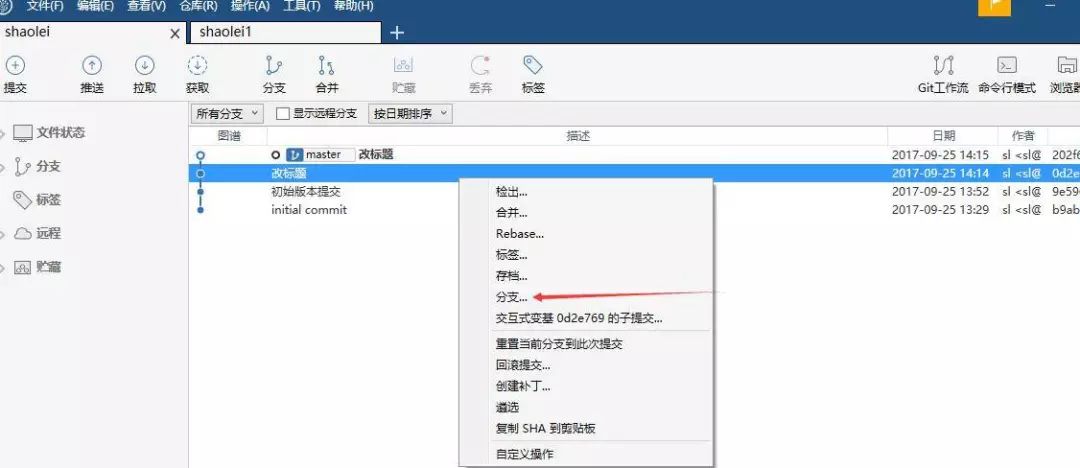 文件(F) 编辑(E) 查看(V) 仓库(R) 操作(A) 工具(T) 帮助(H)
shaolei shaolei1
提交 推送 拉取 获取 分支 合并 贮藏 丢弃 标签 Git工作流 命令行模式 浏览器
所有分支 显示远程分支 按日期排序
图谱 描述 日期 作者
master 改标题 2017-09-25 14:15 sl <sl@ 202f6
改标题 2017-09-25 14:14 sl <sl@ 0d2e
初始版本提交 2017-09-25 13:52 sl <sl@ 9e59
initial commit 2017-09-25 13:29 sl <sl@ b9ab
文件状态
分支
标签
远程
贮藏
检出...
合并...
Rebase...
标签...
存档...
分支...
交互式变基 0d2e769 的子提交...
重置当前分支到此次提交
回滚提交...
创建补丁...
遴选
复制 SHA 到剪贴板
自定义操作